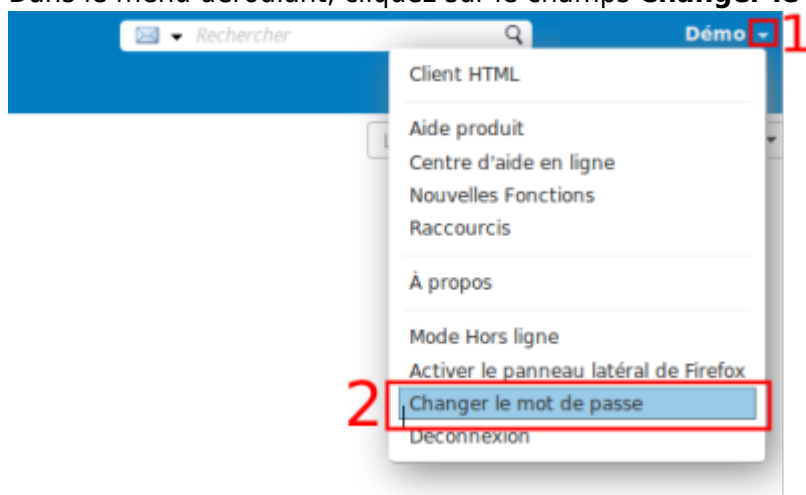 Dans le menu déroulant, cliquez sur le champs Changer le
Rechercher
Démo
1
Client HTML
Aide produit
Centre d'aide en ligne
Nouvelles Fonctions
Raccourcis
À propos
Mode Hors ligne
Activer le panneau latéral de Firefox
2
Changer le mot de passe
Déconnexion